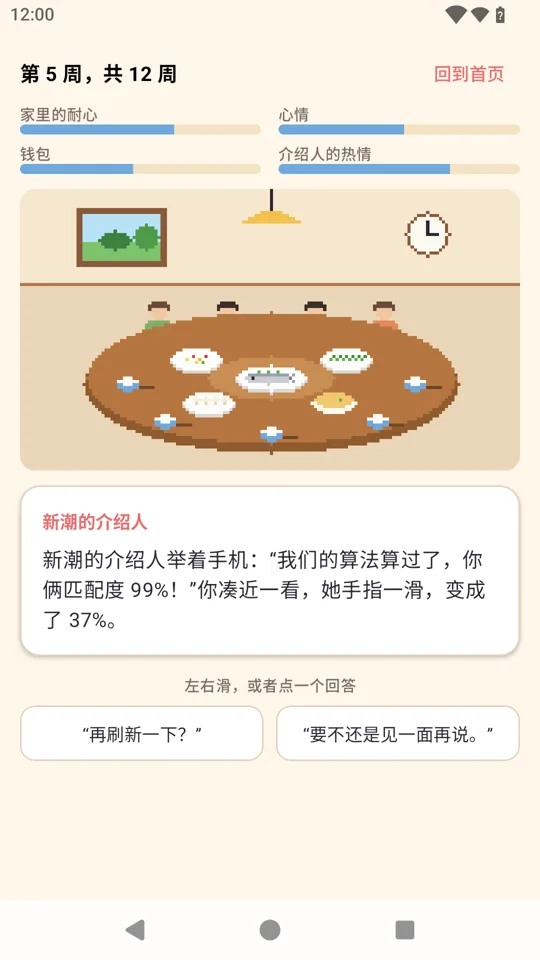 12:00
第 5 周，共 12 周
回到首页
家里的耐心
心情
钱包
介绍人的热情
新潮的介绍人
新潮的介绍人举着手机：“我们的算法算过了，你
俩匹配度 99%！”你凑近一看，她手指一滑，变成
了 37%。
左右滑，或者点一个回答
“再刷新一下？”
“要不还是见一面再说。”